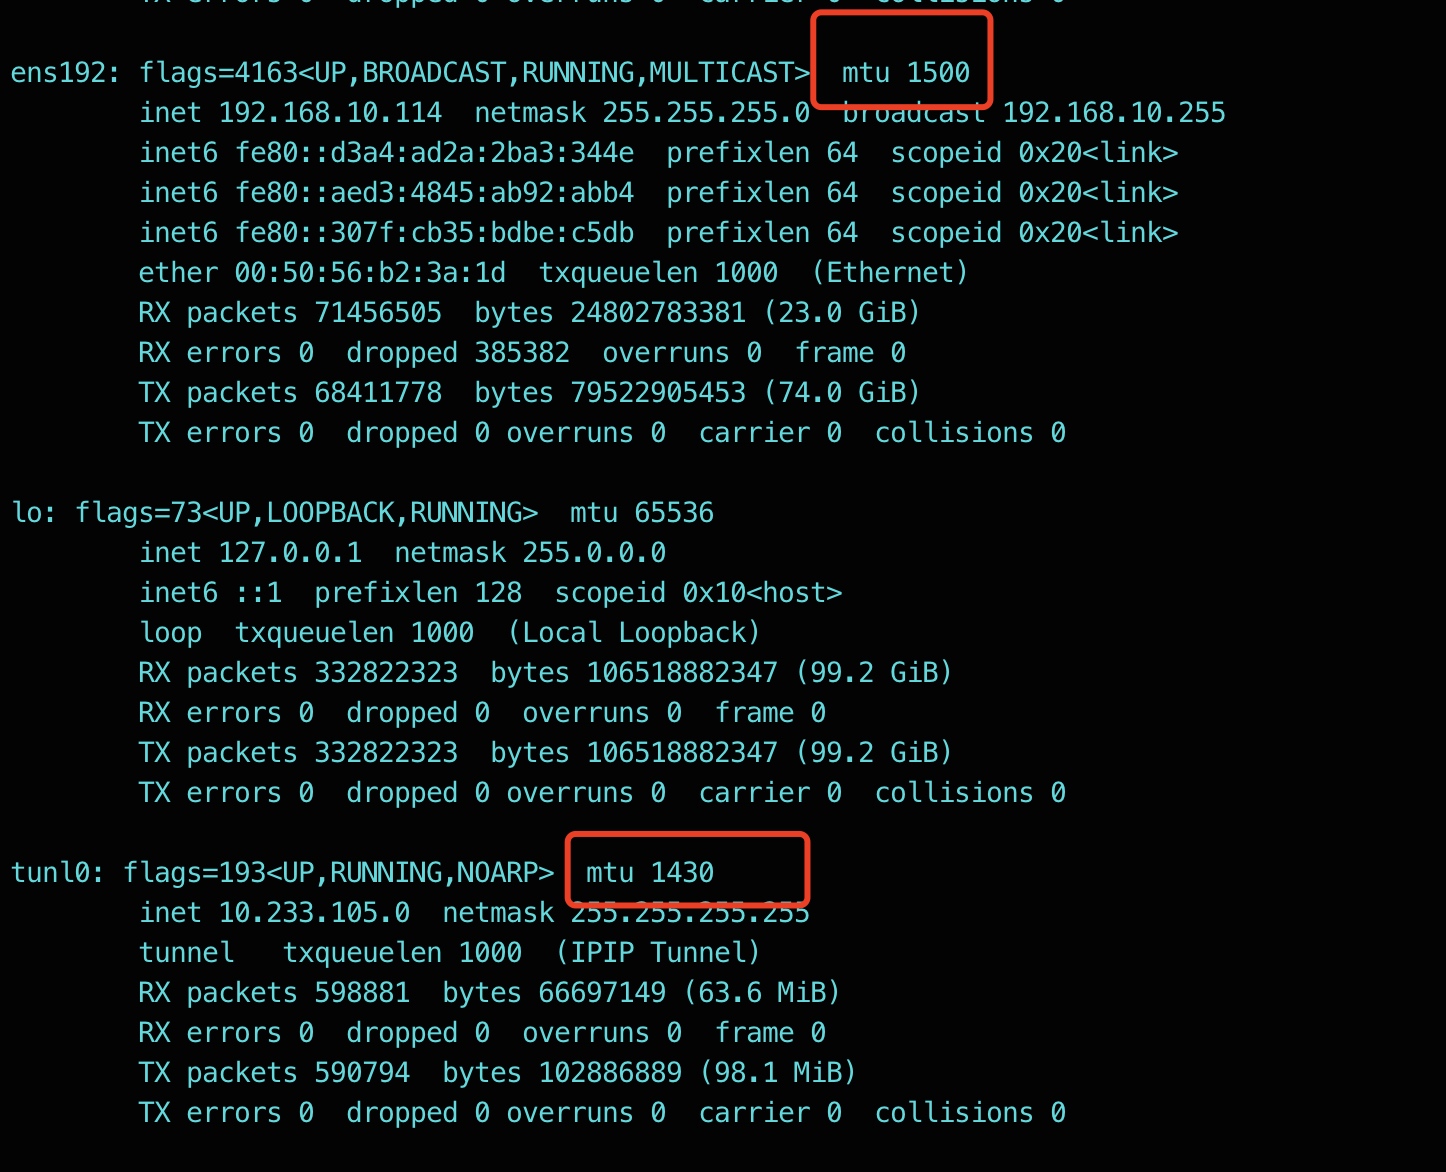 TX errors 0  dropped 0 overruns 0  carrier 0  collisions 0
ens192: flags=4163<UP,BROADCAST,RUNNING,MULTICAST>  mtu 1500
inet 192.168.10.114  netmask 255.255.255.0  broadcast 192.168.10.255
inet6 fe80::d3a4:ad2a:2ba3:344e  prefixlen 64  scopeid 0x20<link>
inet6 fe80::aed3:4845:ab92:abb4  prefixlen 64  scopeid 0x20<link>
inet6 fe80::307f:cb35:bdbe:c5db  prefixlen 64  scopeid 0x20<link>
ether 00:50:56:b2:3a:1d  txqueuelen 1000  (Ethernet)
RX packets 71456505  bytes 24802783381 (23.0 GiB)
RX errors 0  dropped 385382  overruns 0  frame 0
TX packets 68411778  bytes 79522905453 (74.0 GiB)
TX errors 0  dropped 0 overruns 0  carrier 0  collisions 0
lo: flags=73<UP,LOOPBACK,RUNNING>  mtu 65536
inet 127.0.0.1  netmask 255.0.0.0
inet6 ::1  prefixlen 128  scopeid 0x10<host>
loop  txqueuelen 1000  (Local Loopback)
RX packets 332822323  bytes 106518882347 (99.2 GiB)
RX errors 0  dropped 0  overruns 0  frame 0
TX packets 332822323  bytes 106518882347 (99.2 GiB)
TX errors 0  dropped 0 overruns 0  carrier 0  collisions 0
tunl0: flags=193<UP,RUNNING,NOARP>  mtu 1430
inet 10.233.105.0  netmask 255.255.255.255
tunnel   txqueuelen 1000  (IPIP Tunnel)
RX packets 598881  bytes 66697149 (63.6 MiB)
RX errors 0  dropped 0  overruns 0  frame 0
TX packets 590794  bytes 102886889 (98.1 MiB)
TX errors 0  dropped 0 overruns 0  carrier 0  collisions 0